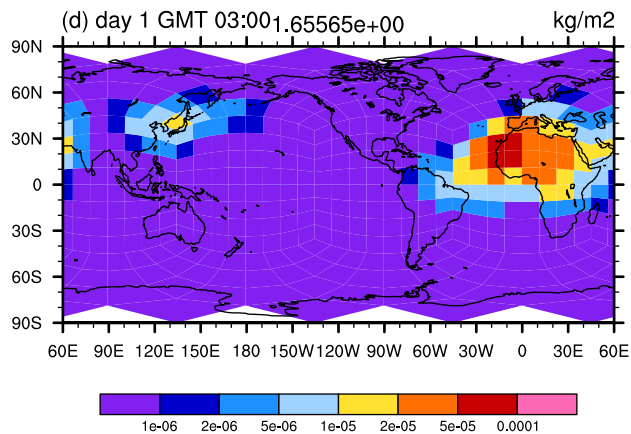 (d) day 1 GMT 03:00 1.65565e+00 kg/m2
90N
60N
30N
0
30S
60S
90S
60E 90E 120E 150E 180 150W 120W 90W 60W 30W 0 30E 60E
1e-06 2e-06 5e-06 1e-05 2e-05 5e-05 0.0001